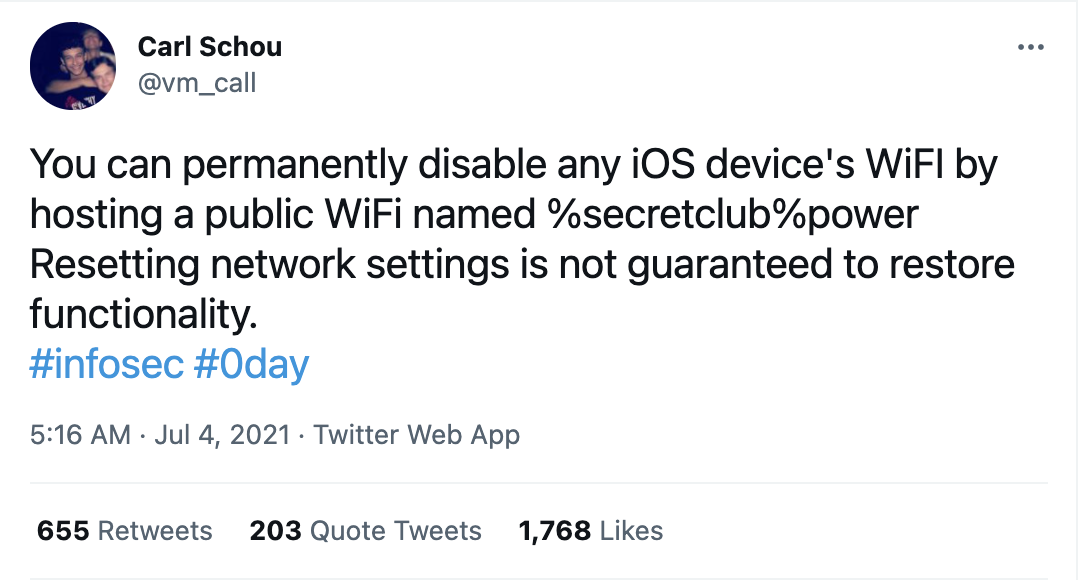 Carl Schou
@vm_call
You can permanently disable any iOS device's WiFI by
hosting a public WiFi named %secretclub%power
Resetting network settings is not guaranteed to restore
functionality.
#infosec #0day
5:16 AM · Jul 4, 2021 · Twitter Web App
655 Retweets 203 Quote Tweets 1,768 Likes